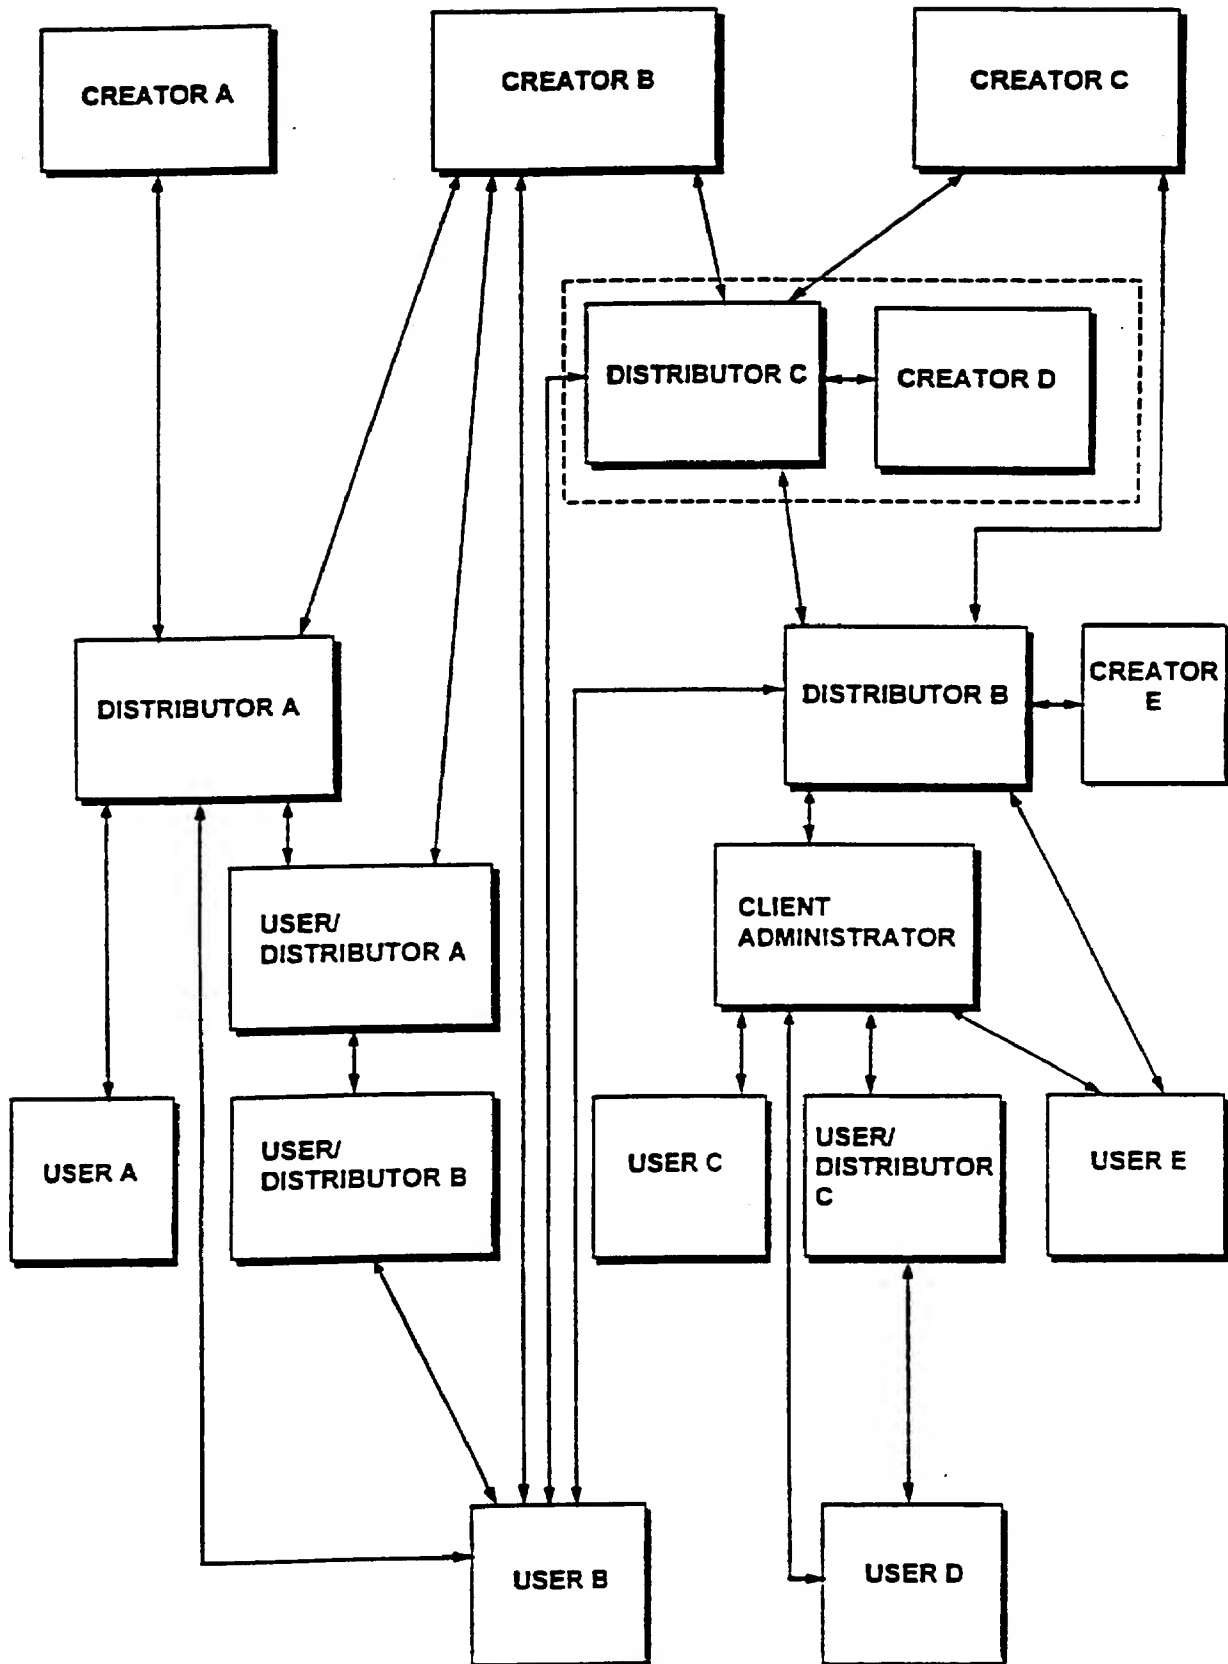 CREATOR A
CREATOR B
CREATOR C
DISTRIBUTOR C
CREATOR D
DISTRIBUTOR A
DISTRIBUTOR B
CREATOR
E
USER/
DISTRIBUTOR A
CLIENT
ADMINISTRATOR
USER A
USER/
DISTRIBUTOR B
USER C
USER/
DISTRIBUTOR
C
USER E
USER B
USER D